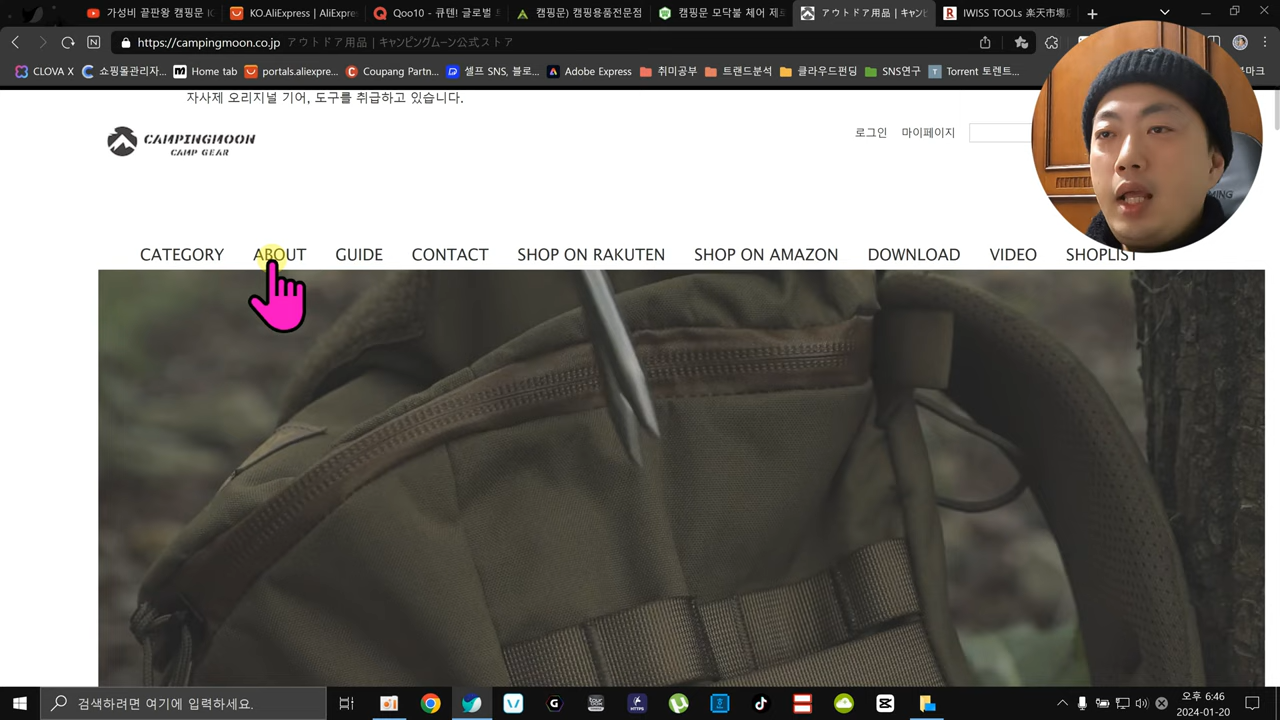 가성비 끝판왕 캠핑문
KO.AliExpress | AliExpre
Qoo10 - 큐텐! 글로벌
캠핑문) 캠핑용품전문점
캠핑문 모닥불 체어 제
アウトドア用品 | キャン
IWISS TOOLs 楽天市場
https://campingmoon.co.jp アウトドア用品 | キャンピングムーン公式ストア
CLOVA X
쇼핑몰관리자...
Home tab
portals.aliexpre...
Coupang Partn...
셀프 SNS, 블로...
Adobe Express
취미공부
트랜드분석
클라우드펀딩
SNS연구
Torrent 토렌트...
자사제 오리지널 기어, 도구를 취급하고 있습니다.
CAMPINGMOON
CAMP GEAR
로그인 마이페이지
CATEGORY ABOUT GUIDE CONTACT SHOP ON RAKUTEN SHOP ON AMAZON DOWNLOAD VIDEO SHOPLIST
검색하려면 여기에 입력하세요.
오후 6:46
2024-01-20